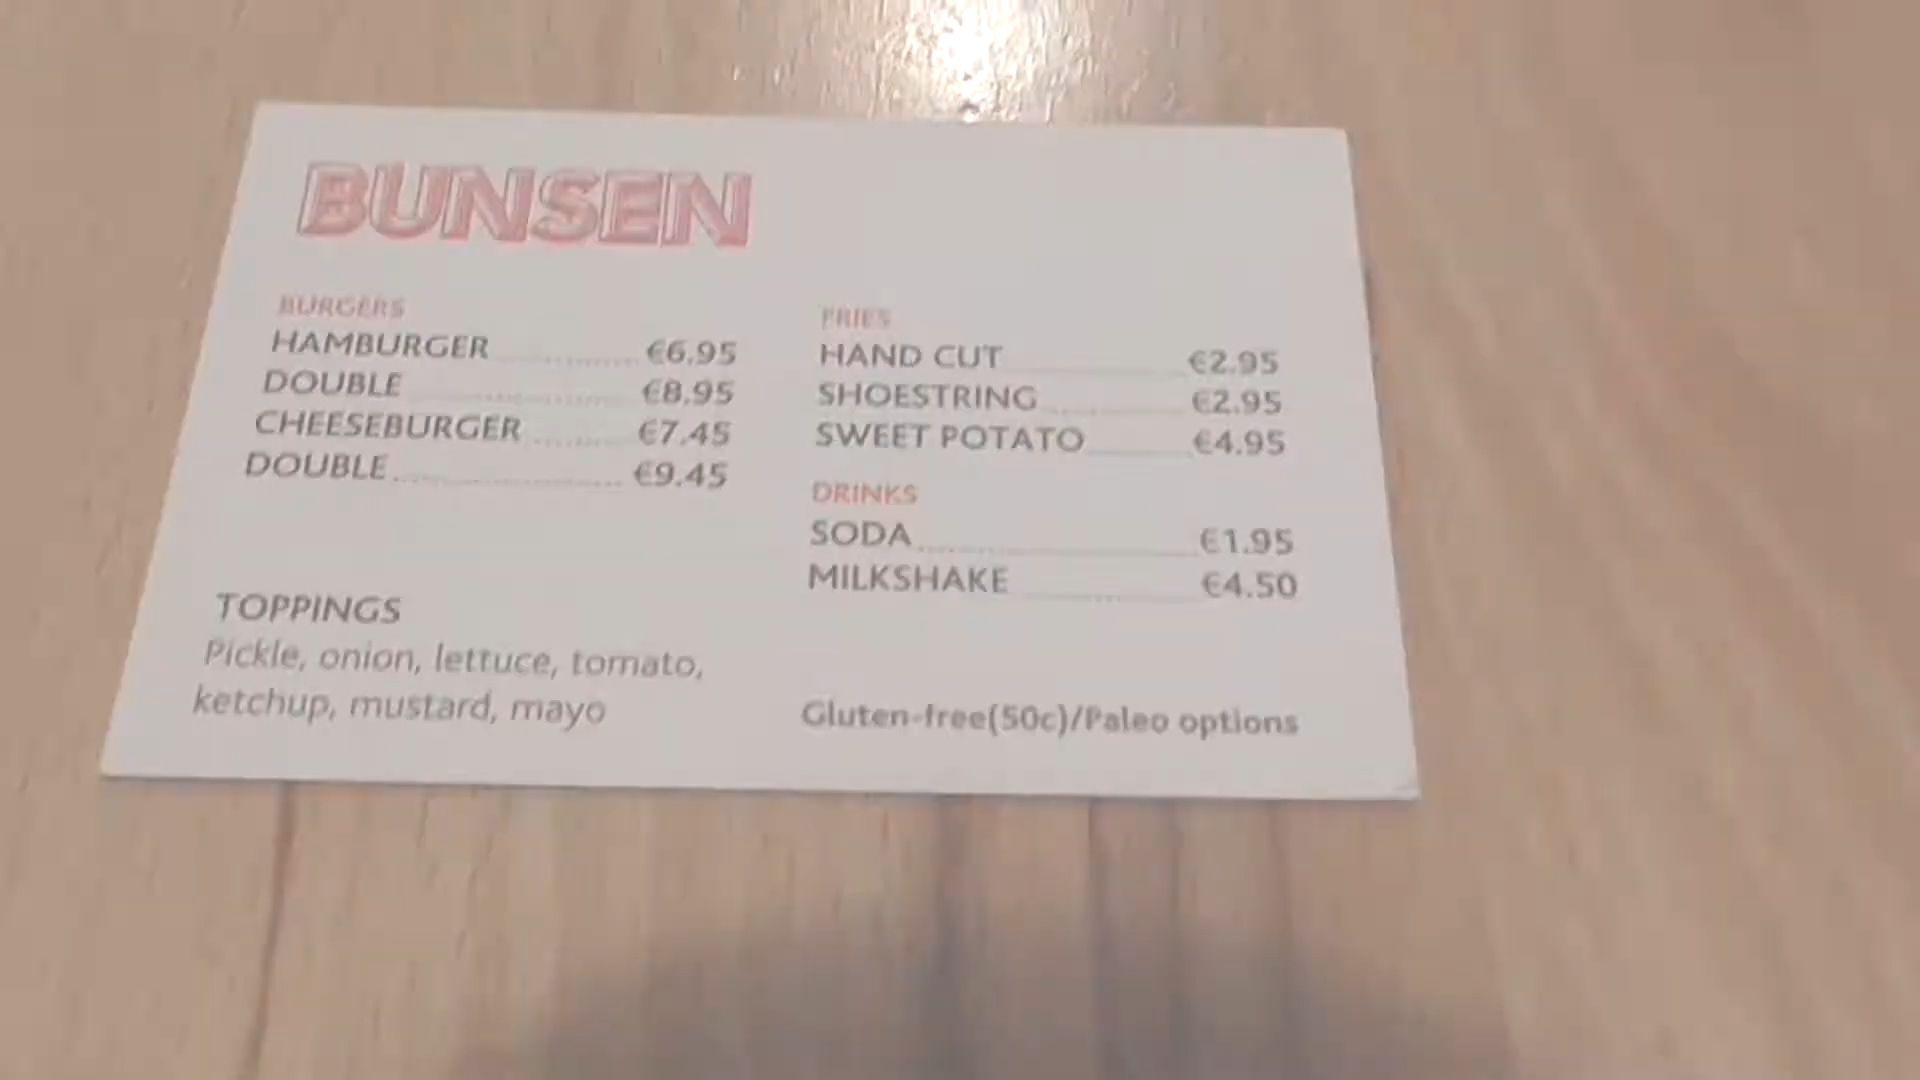 BUNSEN
BURGERS
HAMBURGER €6.95
DOUBLE €8.95
CHEESEBURGER €7.45
DOUBLE €9.45
TOPPINGS
Pickle, onion, lettuce, tomato,
ketchup, mustard, mayo
FRIES
HAND CUT €2.95
SHOESTRING €2.95
SWEET POTATO €4.95
DRINKS
SODA €1.95
MILKSHAKE €4.50
Gluten-free(50c)/Paleo options